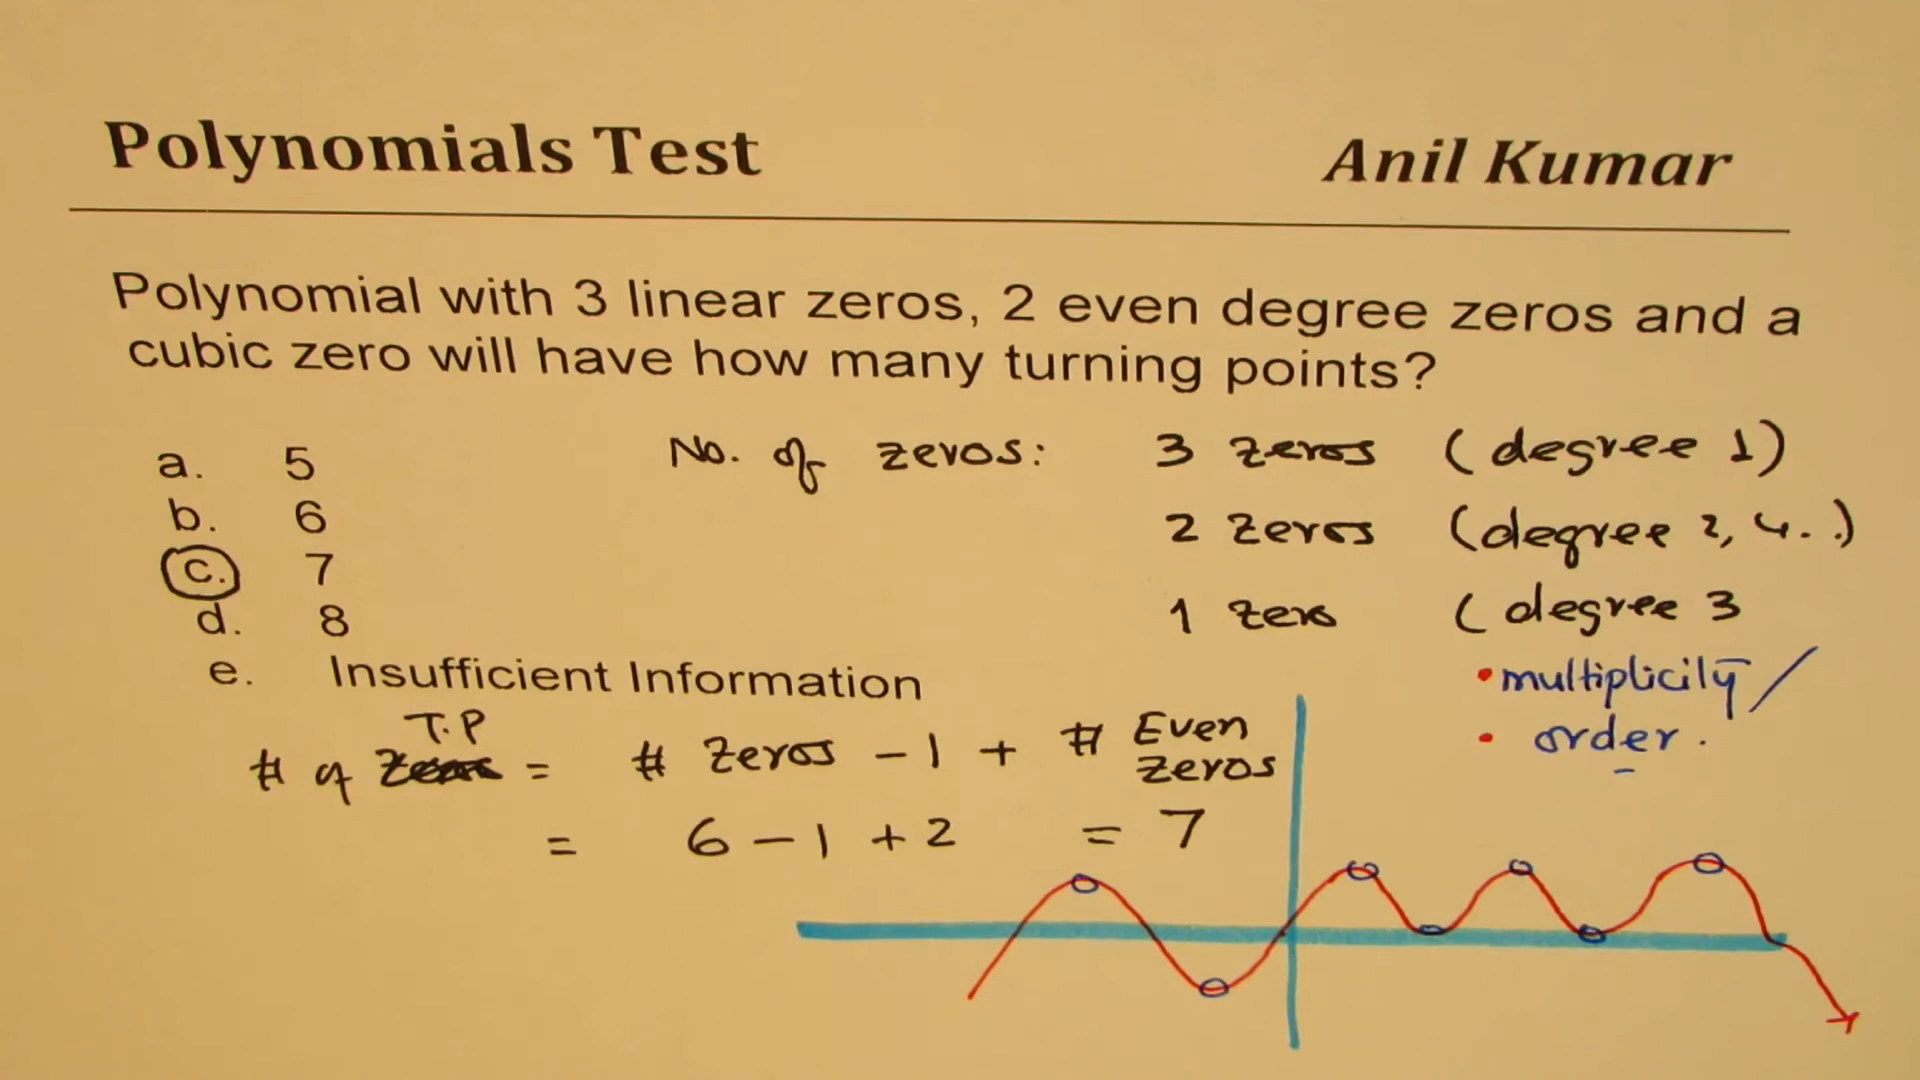 Polynomials Test
Anil Kumar
Polynomial with 3 linear zeros, 2 even degree zeros and a
cubic zero will have how many turning points?
a. 5
b. 6
c. 7
d. 8
e. Insufficient Information
No. of zeros: 3 zeros (degree 1)
2 zeros (degree 2, 4..)
1 zero (degree 3
• multiplicity /
• order.
T.P
# of = # zeros - 1 + # Even
zeros
= 6 - 1 + 2 = 7